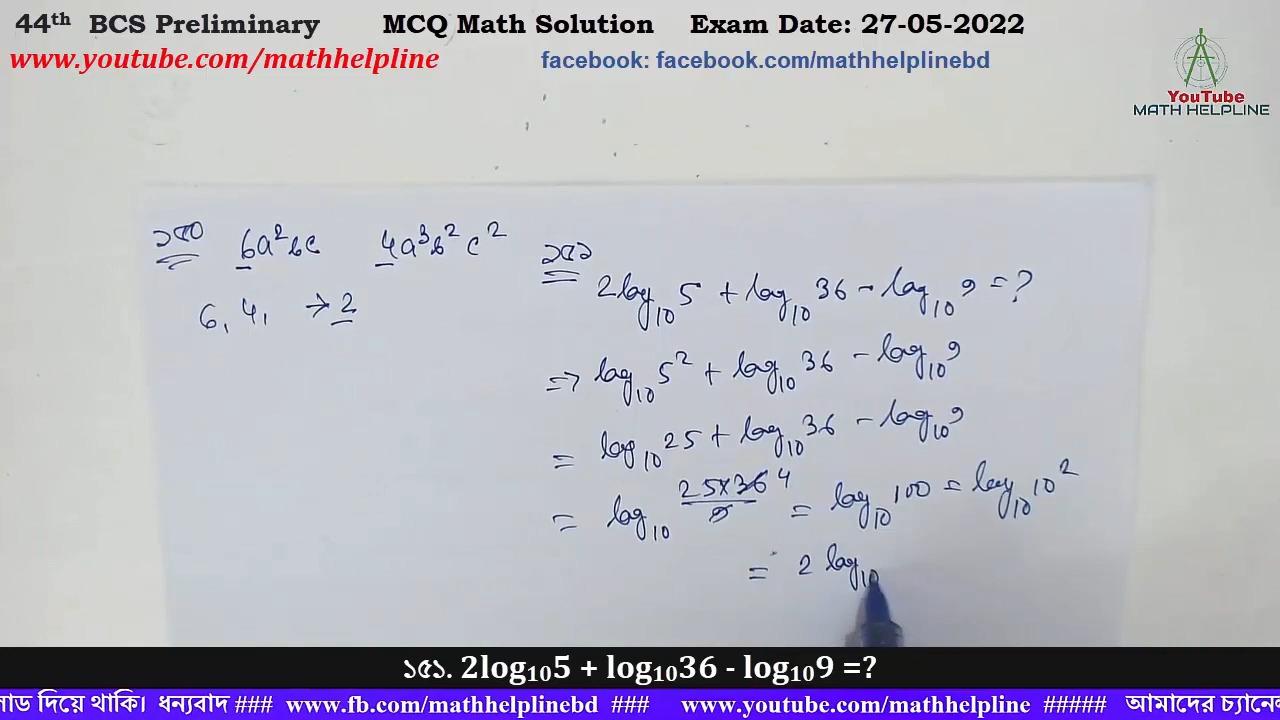 44th BCS Preliminary MCQ Math Solution Exam Date: 27-05-2022
www.youtube.com/mathhelpline facebook: facebook.com/mathhelplinebd
YouTube
MATH HELPLINE
১৫০ 6a²bc 4a³b²c²
6, 4, → 2
১৫১
2log₁₀5 + log₁₀36 - log₁₀9 = ?
⇒ log₁₀5² + log₁₀36 - log₁₀9
= log₁₀25 + log₁₀36 - log₁₀9
= log₁₀ 25×36 4/9 = log₁₀100 = log₁₀10²
= 2 log₁₀
১৫১. 2log₁₀5 + log₁₀36 - log₁₀9 =?
দিয়ে থাকি। ধন্যবাদ ### www.fb.com/mathhelplinebd ### www.youtube.com/mathhelpline ##### আমাদের